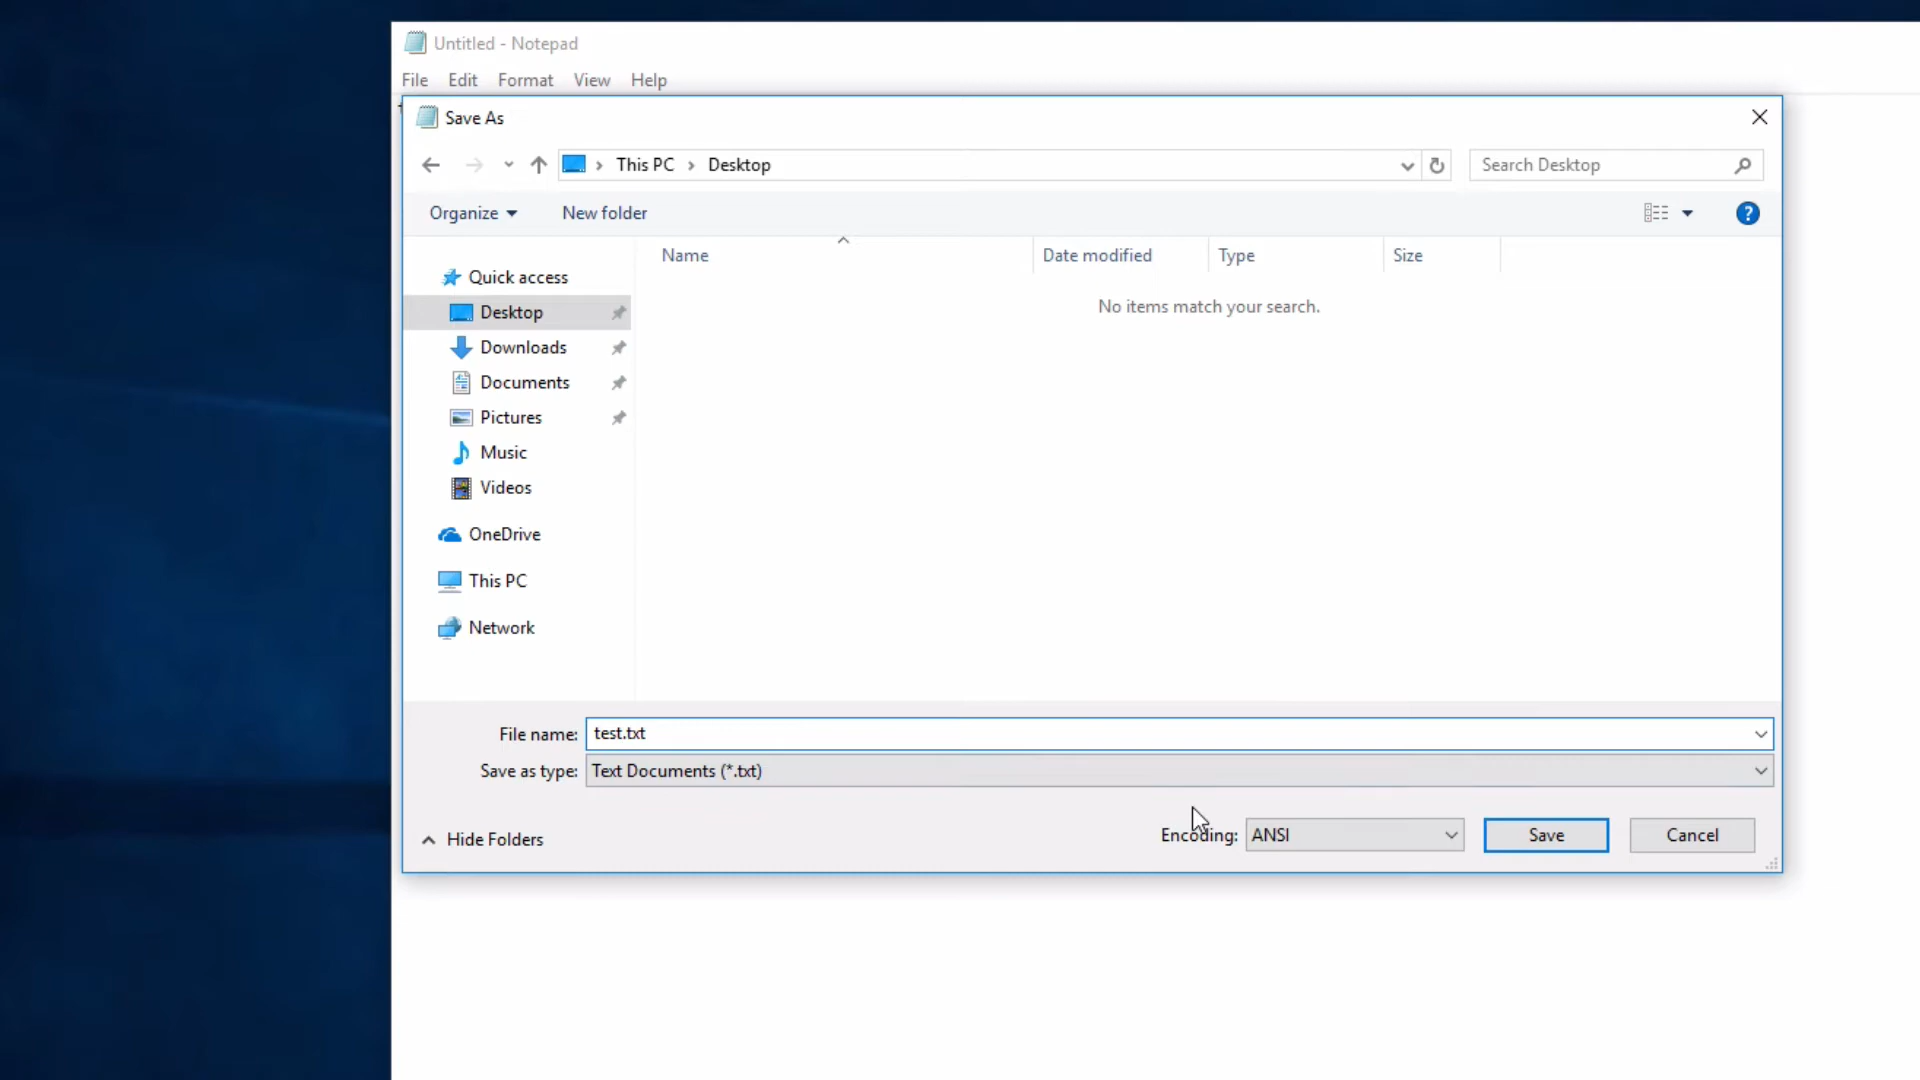 Untitled - Notepad
File Edit Format View Help
Save As
This PC Desktop
Search Desktop
Organize New folder
Name Date modified Type Size
No items match your search.
Quick access
Desktop
Downloads
Documents
Pictures
Music
Videos
OneDrive
This PC
Network
File name: test.txt
Save as type: Text Documents (*.txt)
Hide Folders Encoding: ANSI Save Cancel